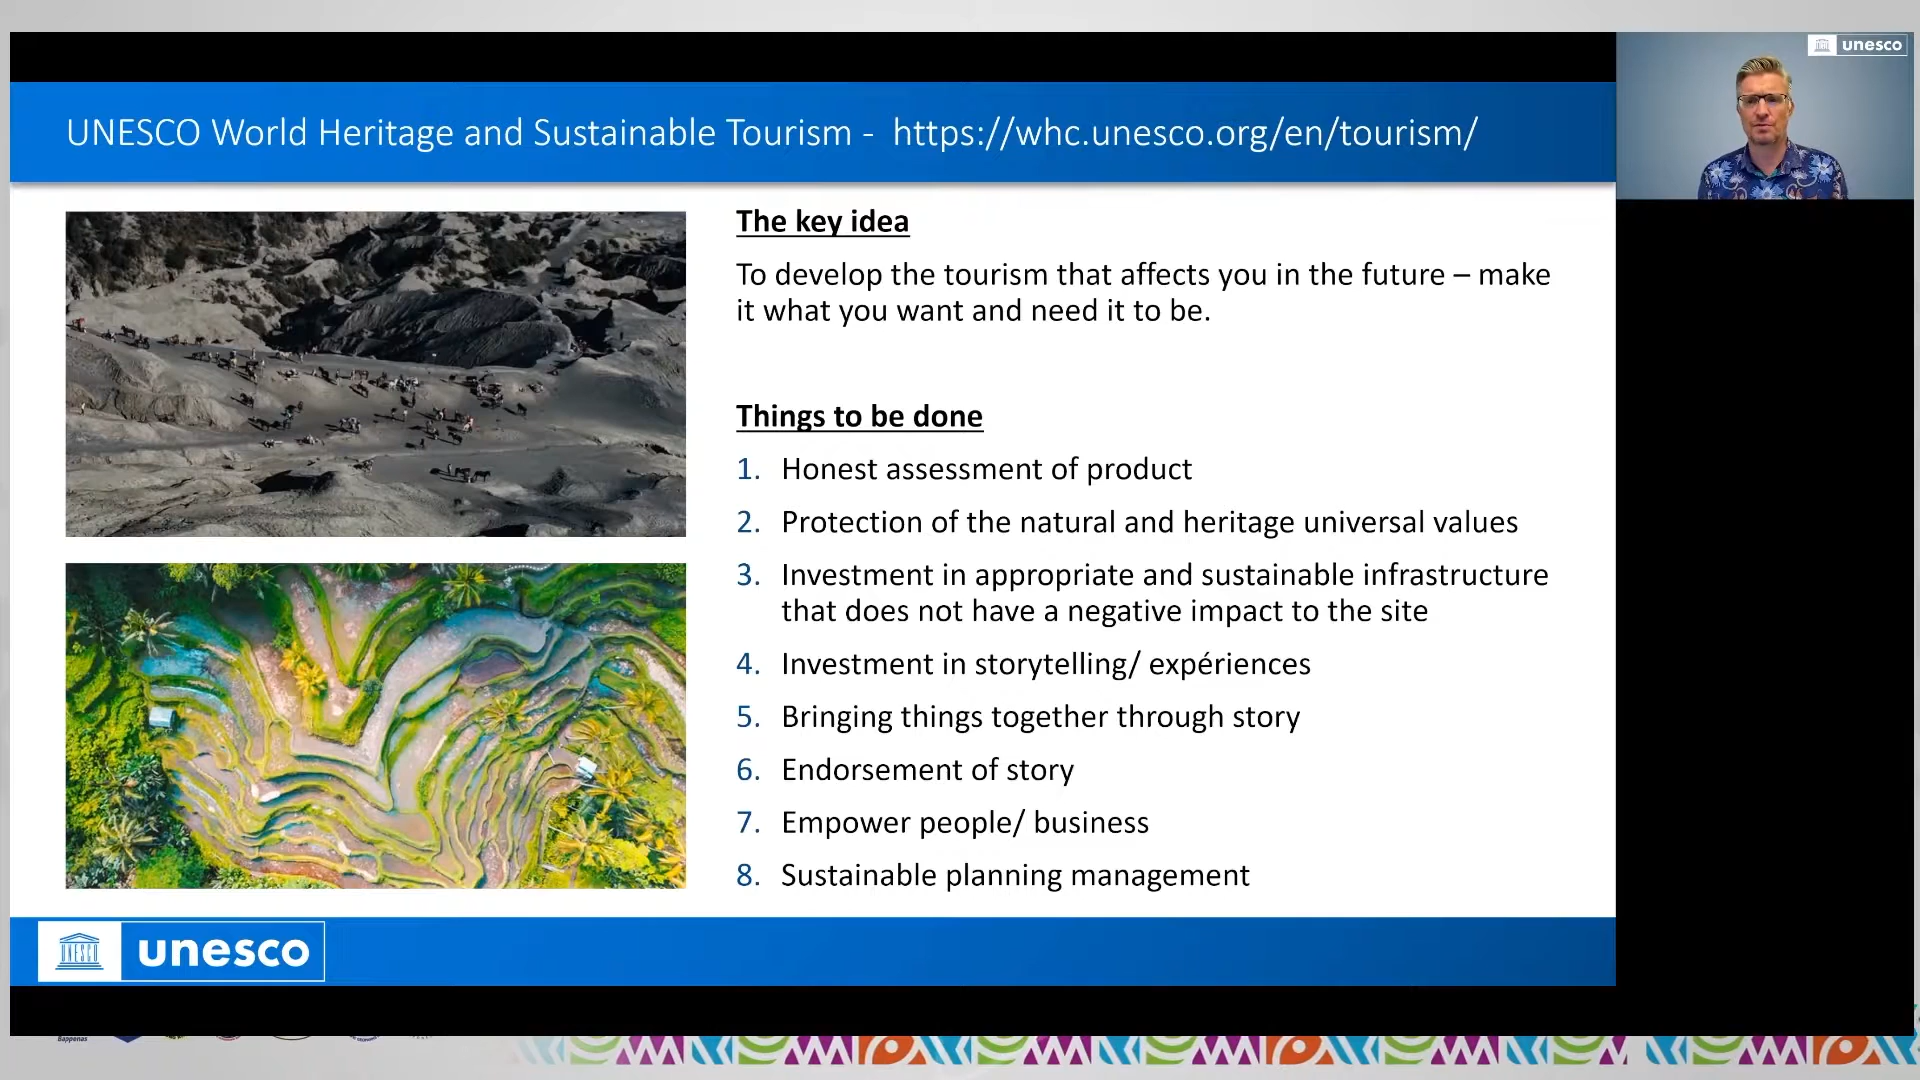 unesco
UNESCO World Heritage and Sustainable Tourism - https://whc.unesco.org/en/tourism/
The key idea
To develop the tourism that affects you in the future – make
it what you want and need it to be.
Things to be done
1. Honest assessment of product
2. Protection of the natural and heritage universal values
3. Investment in appropriate and sustainable infrastructure
that does not have a negative impact to the site
4. Investment in storytelling/ expériences
5. Bringing things together through story
6. Endorsement of story
7. Empower people/ business
8. Sustainable planning management
UNESCO
unesco
Bappenas